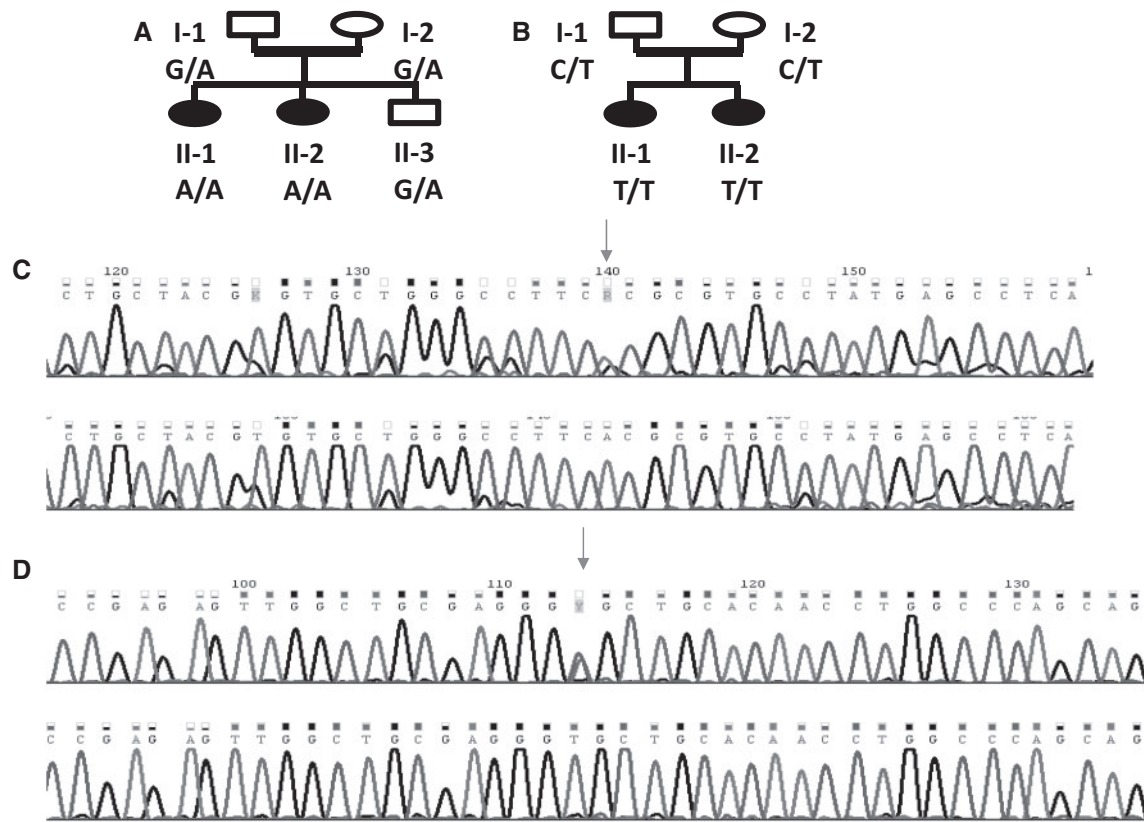 A I-1 I-2 B I-1 I-2
G/A G/A C/T C/T
II-1 II-2 II-3 II-1 II-2
A/A A/A G/A T/T T/T
C
120 130 140 150 1
C T G C T A C G K G T G C T G G G C C T T C R C G C G T G C C T A T G A G C C T C A
C T G C T A C G T G T G C T G G G C C T T C A C G C G T G C C T A T G A G C C T C A
D
100 110 120 130
C C G A G A G T T G G C T G C G A G G G Y G C T G C A C A A C C T G G C C C A G C A G
C C G A G A G T T G G C T G C G A G G G T G C T G C A C A A C C T G G C C C A G C A G